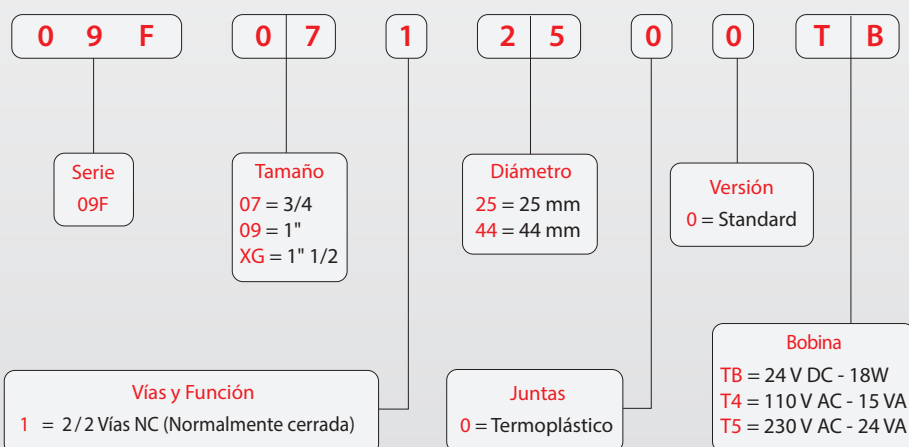 0 9 F 0 7 1 2 5 0 0 T B
Serie
09F
Tamaño
07 = 3/4
09 = 1"
XG = 1" 1/2
Diámetro
25 = 25 mm
44 = 44 mm
Versión
0 = Standard
Vías y Función
1 = 2/2 Vías NC (Normalmente cerrada)
Juntas
0 = Termoplástico
Bobina
TB = 24 V DC - 18W
T4 = 110 V AC - 15 VA
T5 = 230 V AC - 24 VA